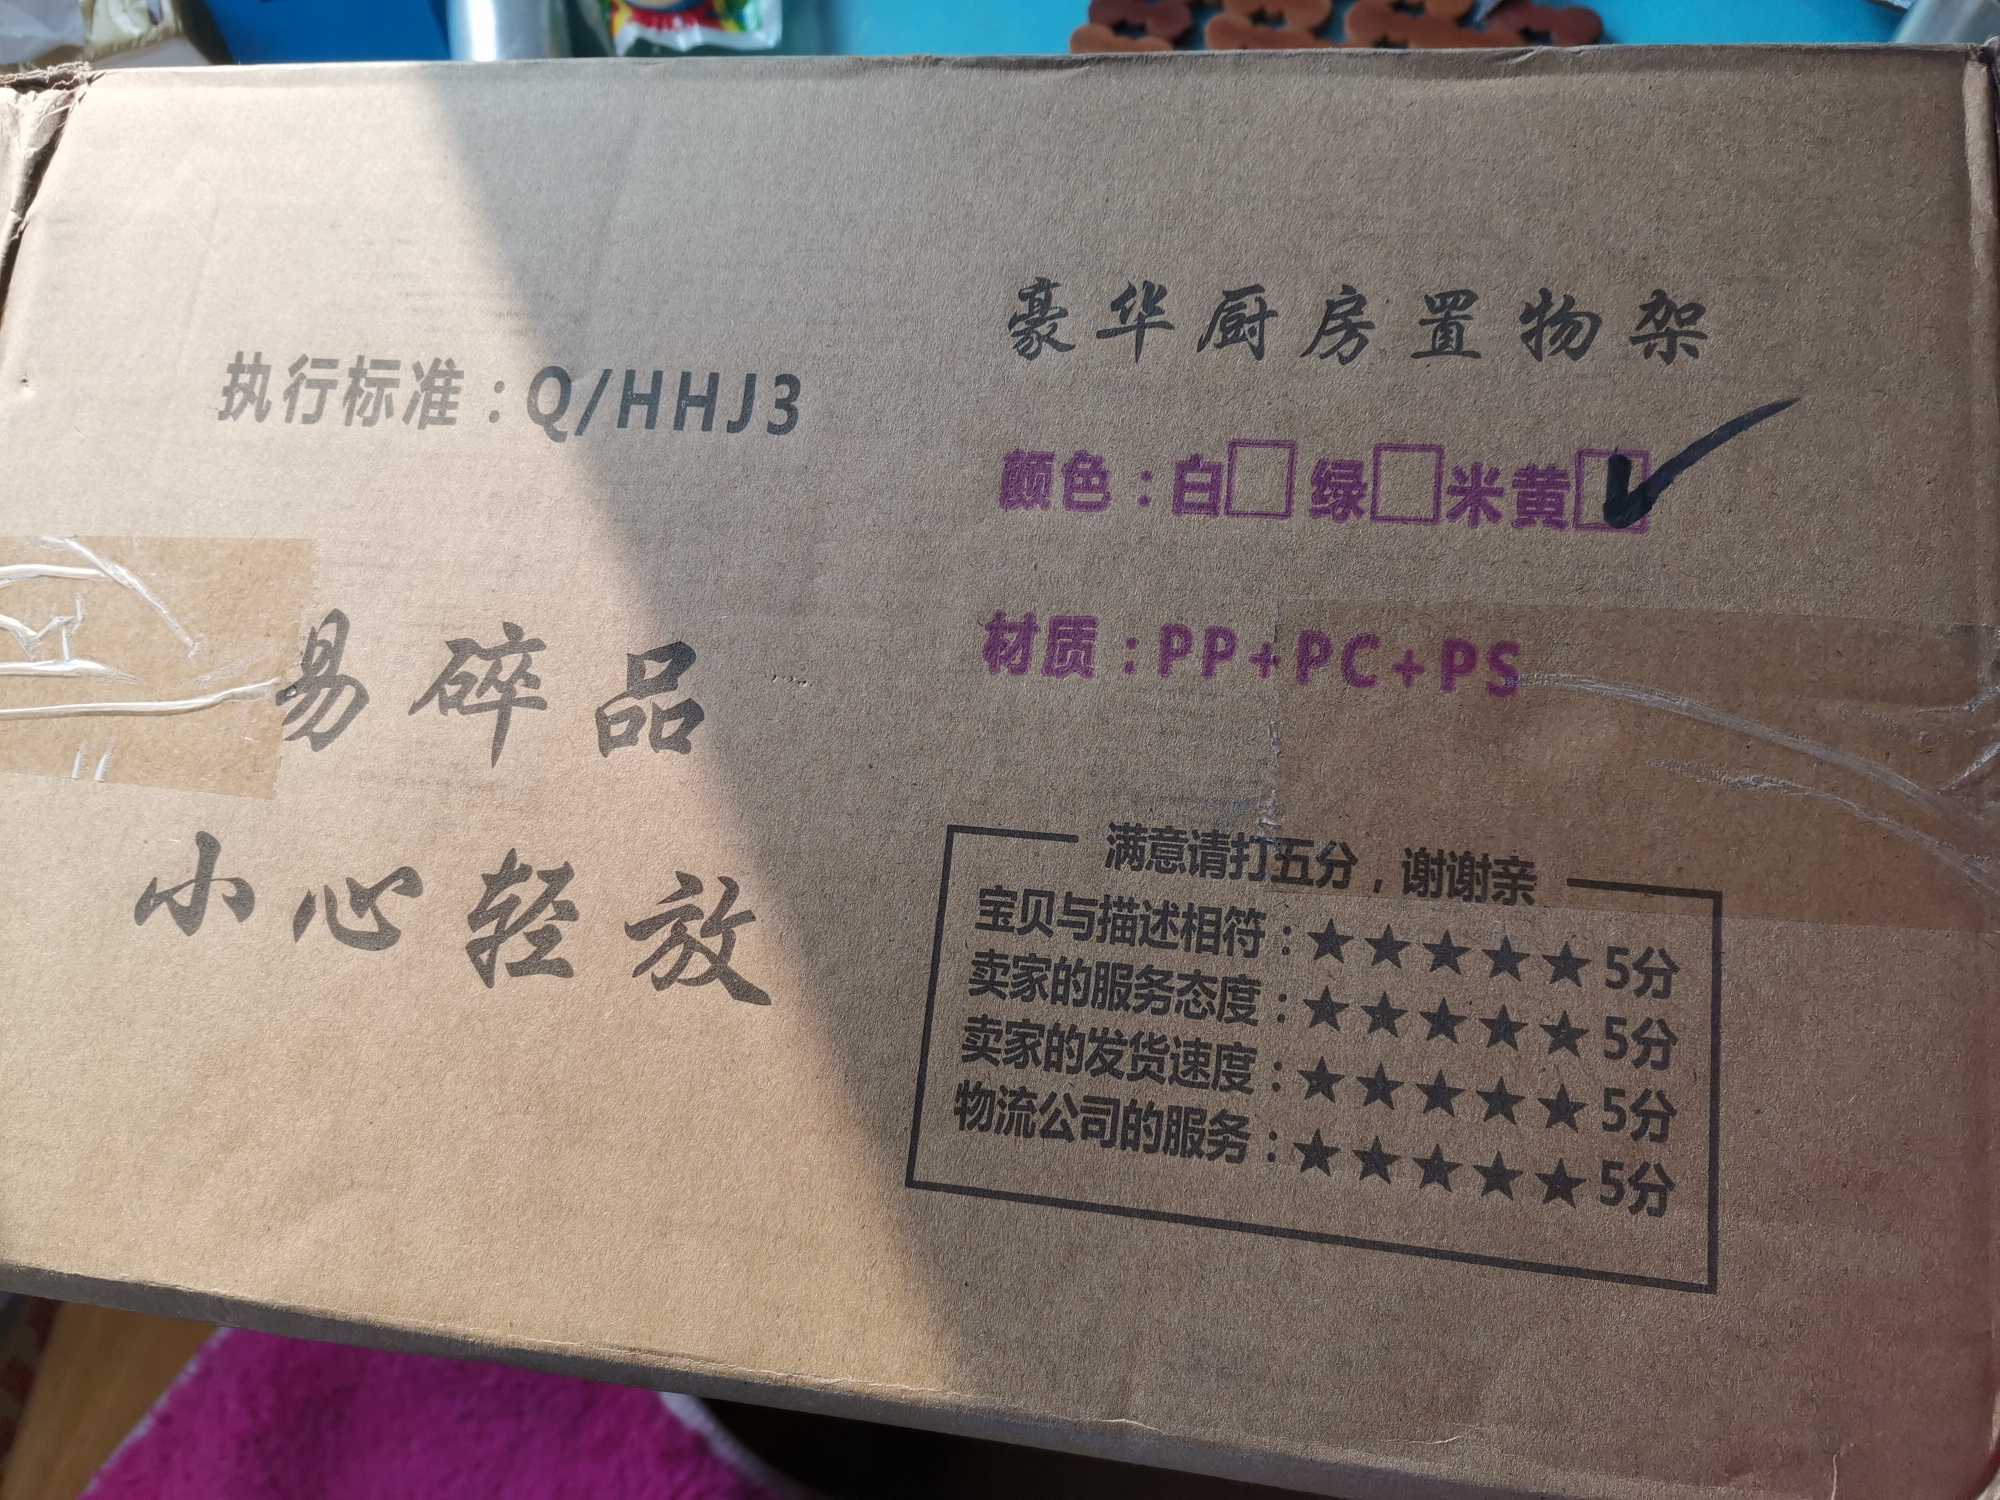 执行标准：Q/HHJ3
易碎品
小心轻放
豪华厨房置物架
颜色：白□ 绿□米黄☑
材质：PP+PC+PS
满意请打五分，谢谢亲
宝贝与描述相符：★★★★★5分
卖家的服务态度：★★★★★5分
卖家的发货速度：★★★★★5分
物流公司的服务：★★★★★5分